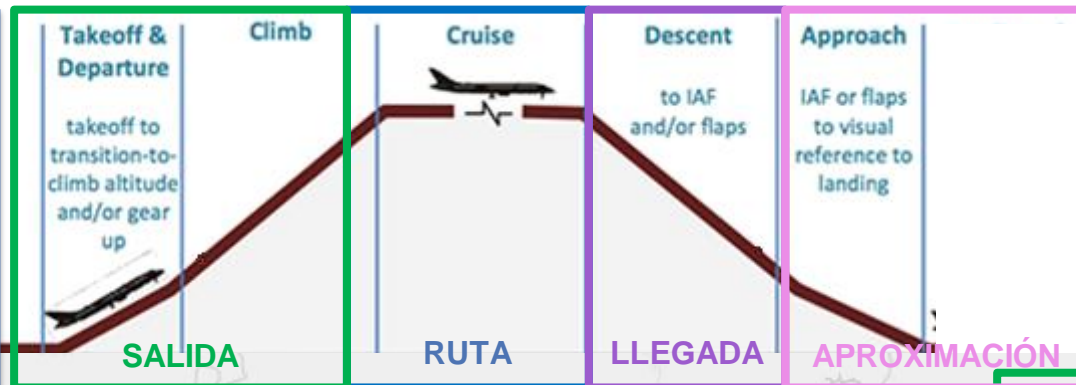 Takeoff &
Departure
takeoff to
transition-to-
climb altitude
and/or gear
up
Climb
Cruise
Descent
to IAF
and/or flaps
Approach
IAF or flaps
to visual
reference to
landing
SALIDA
RUTA
LLEGADA
APROXIMACIÓN